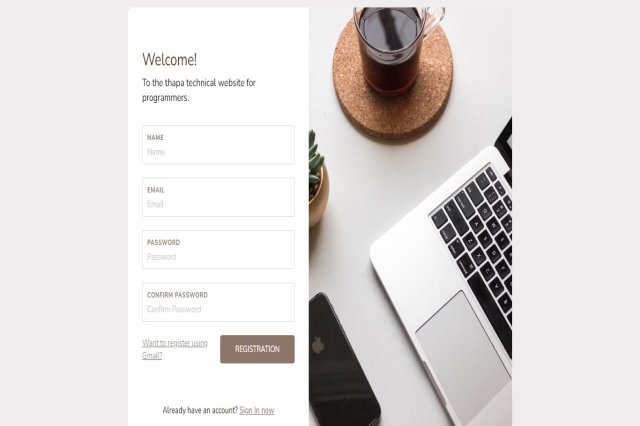 Welcome!
To the thapa technical website for
programmers.
NAME
Name
EMAIL
Email
PASSWORD
Password
CONFIRM PASSWORD
Confirm Password
Want to register using
Gmail?
REGISTRATION
Already have an account? Sign In now